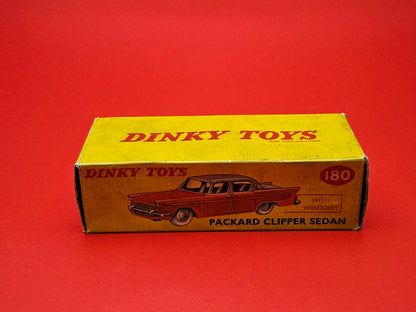 DINKY TOYS
DINKY TOYS
180
WITH
WINDOWS
PACKARD CLIPPER SEDAN